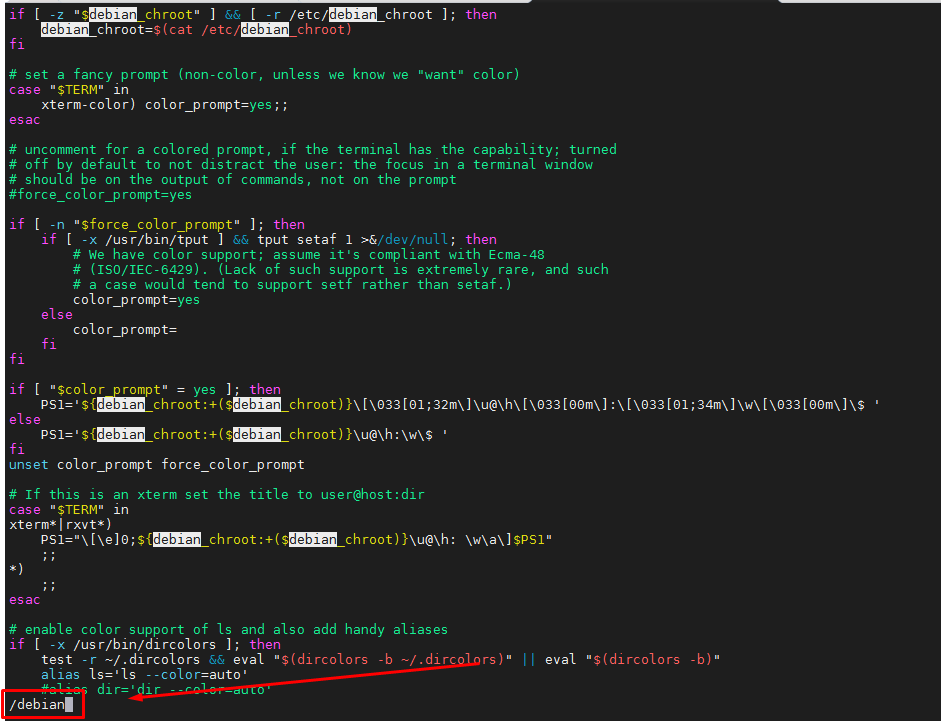 if [ -z "$debian_chroot" ] && [ -r /etc/debian_chroot ]; then
    debian_chroot=$(cat /etc/debian_chroot)
fi

# set a fancy prompt (non-color, unless we know we "want" color)
case "$TERM" in
    xterm-color) color_prompt=yes;;
esac

# uncomment for a colored prompt, if the terminal has the capability; turned
# off by default to not distract the user: the focus in a terminal window
# should be on the output of commands, not on the prompt
#force_color_prompt=yes

if [ -n "$force_color_prompt" ]; then
    if [ -x /usr/bin/tput ] && tput setaf 1 >&/dev/null; then
        # We have color support; assume it's compliant with Ecma-48
        # (ISO/IEC-6429). (Lack of such support is extremely rare, and such
        # a case would tend to support setf rather than setaf.)
        color_prompt=yes
    else
        color_prompt=
    fi
fi

if [ "$color_prompt" = yes ]; then
    PS1='${debian_chroot:+($debian_chroot)}\[\033[01;32m\]\u@\h\[\033[00m\]:\[\033[01;34m\]\w\[\033[00m\]\$ '
else
    PS1='${debian_chroot:+($debian_chroot)}\u@\h:\w\$ '
fi
unset color_prompt force_color_prompt

# If this is an xterm set the title to user@host:dir
case "$TERM" in
xterm*|rxvt*)
    PS1="\[\e]0;${debian_chroot:+($debian_chroot)}\u@\h: \w\a\]$PS1"
    ;;
*)
    ;;
esac

# enable color support of ls and also add handy aliases
if [ -x /usr/bin/dircolors ]; then
    test -r ~/.dircolors && eval "$(dircolors -b ~/.dircolors)" || eval "$(dircolors -b)"
    alias ls='ls --color=auto'
    #alias dir='dir --color=auto'
/debian